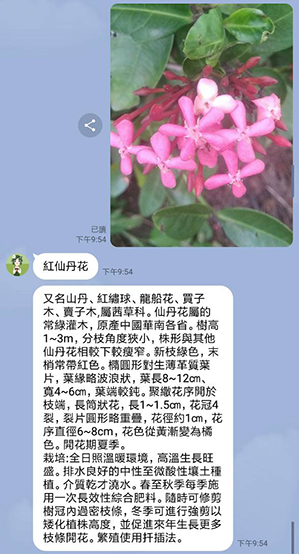 已讀
下午9:54
紅仙丹花
下午9:54
又名山丹、紅繡球、龍船花、買子
木、賣子木,屬茜草科。仙丹花屬的
常綠灌木，原產中國華南各省。樹高
1~3m，分枝角度狹小，株形與其他
仙丹花相較下較瘦窄。新枝綠色，末
梢常帶紅色。橢圓形對生薄革質葉
片，葉緣略波浪狀，葉長8~12㎝、
寬4~6㎝，葉端較鈍。聚繖花序開於
枝端，長筒狀花，長1~1.5㎝，花冠4
裂，裂片圓形略重疊，花徑約1㎝，花
序直徑6~8㎝，花色從黃漸變為橘
色。開花期夏季。
栽培:全日照溫暖環境，高溫生長旺
盛。排水良好的中性至微酸性壤土種
植。介質乾才澆水。春至秋季每季施
用一次長效性綜合肥料。隨時可修剪
樹冠內過密枝條，冬季可進行強剪以
矮化植株高度，並促進來年生長更多
枝條開花。繁殖使用扦插法。
下午9:54